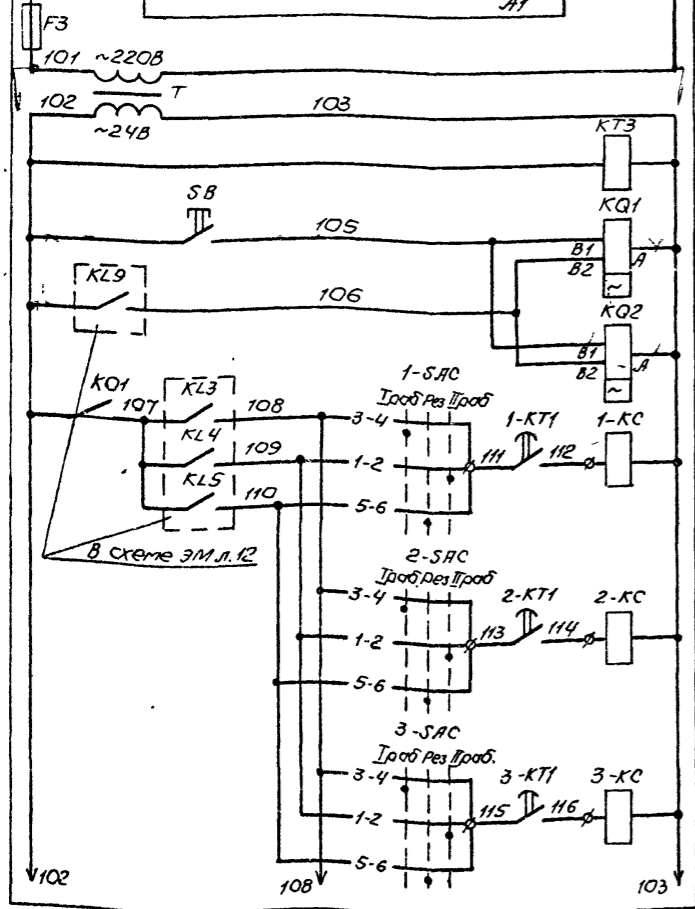 A1
F3
101 ~220В
T
102 103
~24В
KT3
SB
KQ1
105
B1
B2 A
~
KL9
106
KQ2
B1
B2 A
~
KQ1 KL3
1-SAC
Iраб Рез IIраб
107 108
3-4
1-KT1 1-KC
KL4
109
1-2
111 112
KL5
110
5-6
В схеме ЭМ л.12
2-SAC
Iраб Рез IIраб
3-4
2-KT1 2-KC
1-2
113 114
5-6
3-SAC
Iраб Рез IIраб.
3-4
3-KT1 3-KC
1-2
115 116
5-6
102 108 103